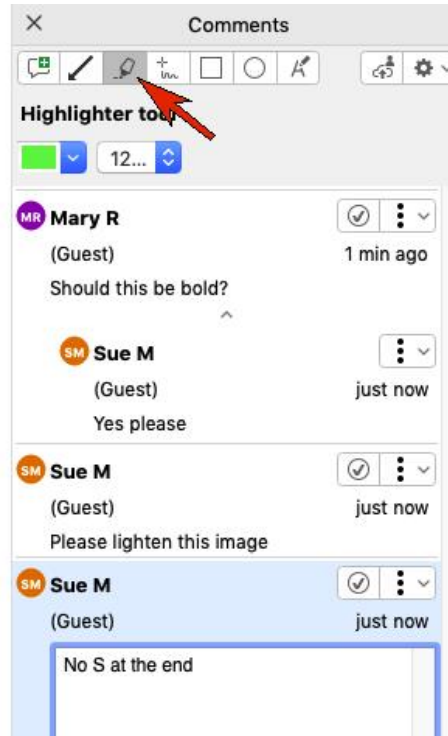 Comments
Highlighter too
12...
MR Mary R
(Guest) 1 min ago
Should this be bold?
SM Sue M
(Guest) just now
Yes please
SM Sue M
(Guest) just now
Please lighten this image
SM Sue M
(Guest) just now
No S at the end